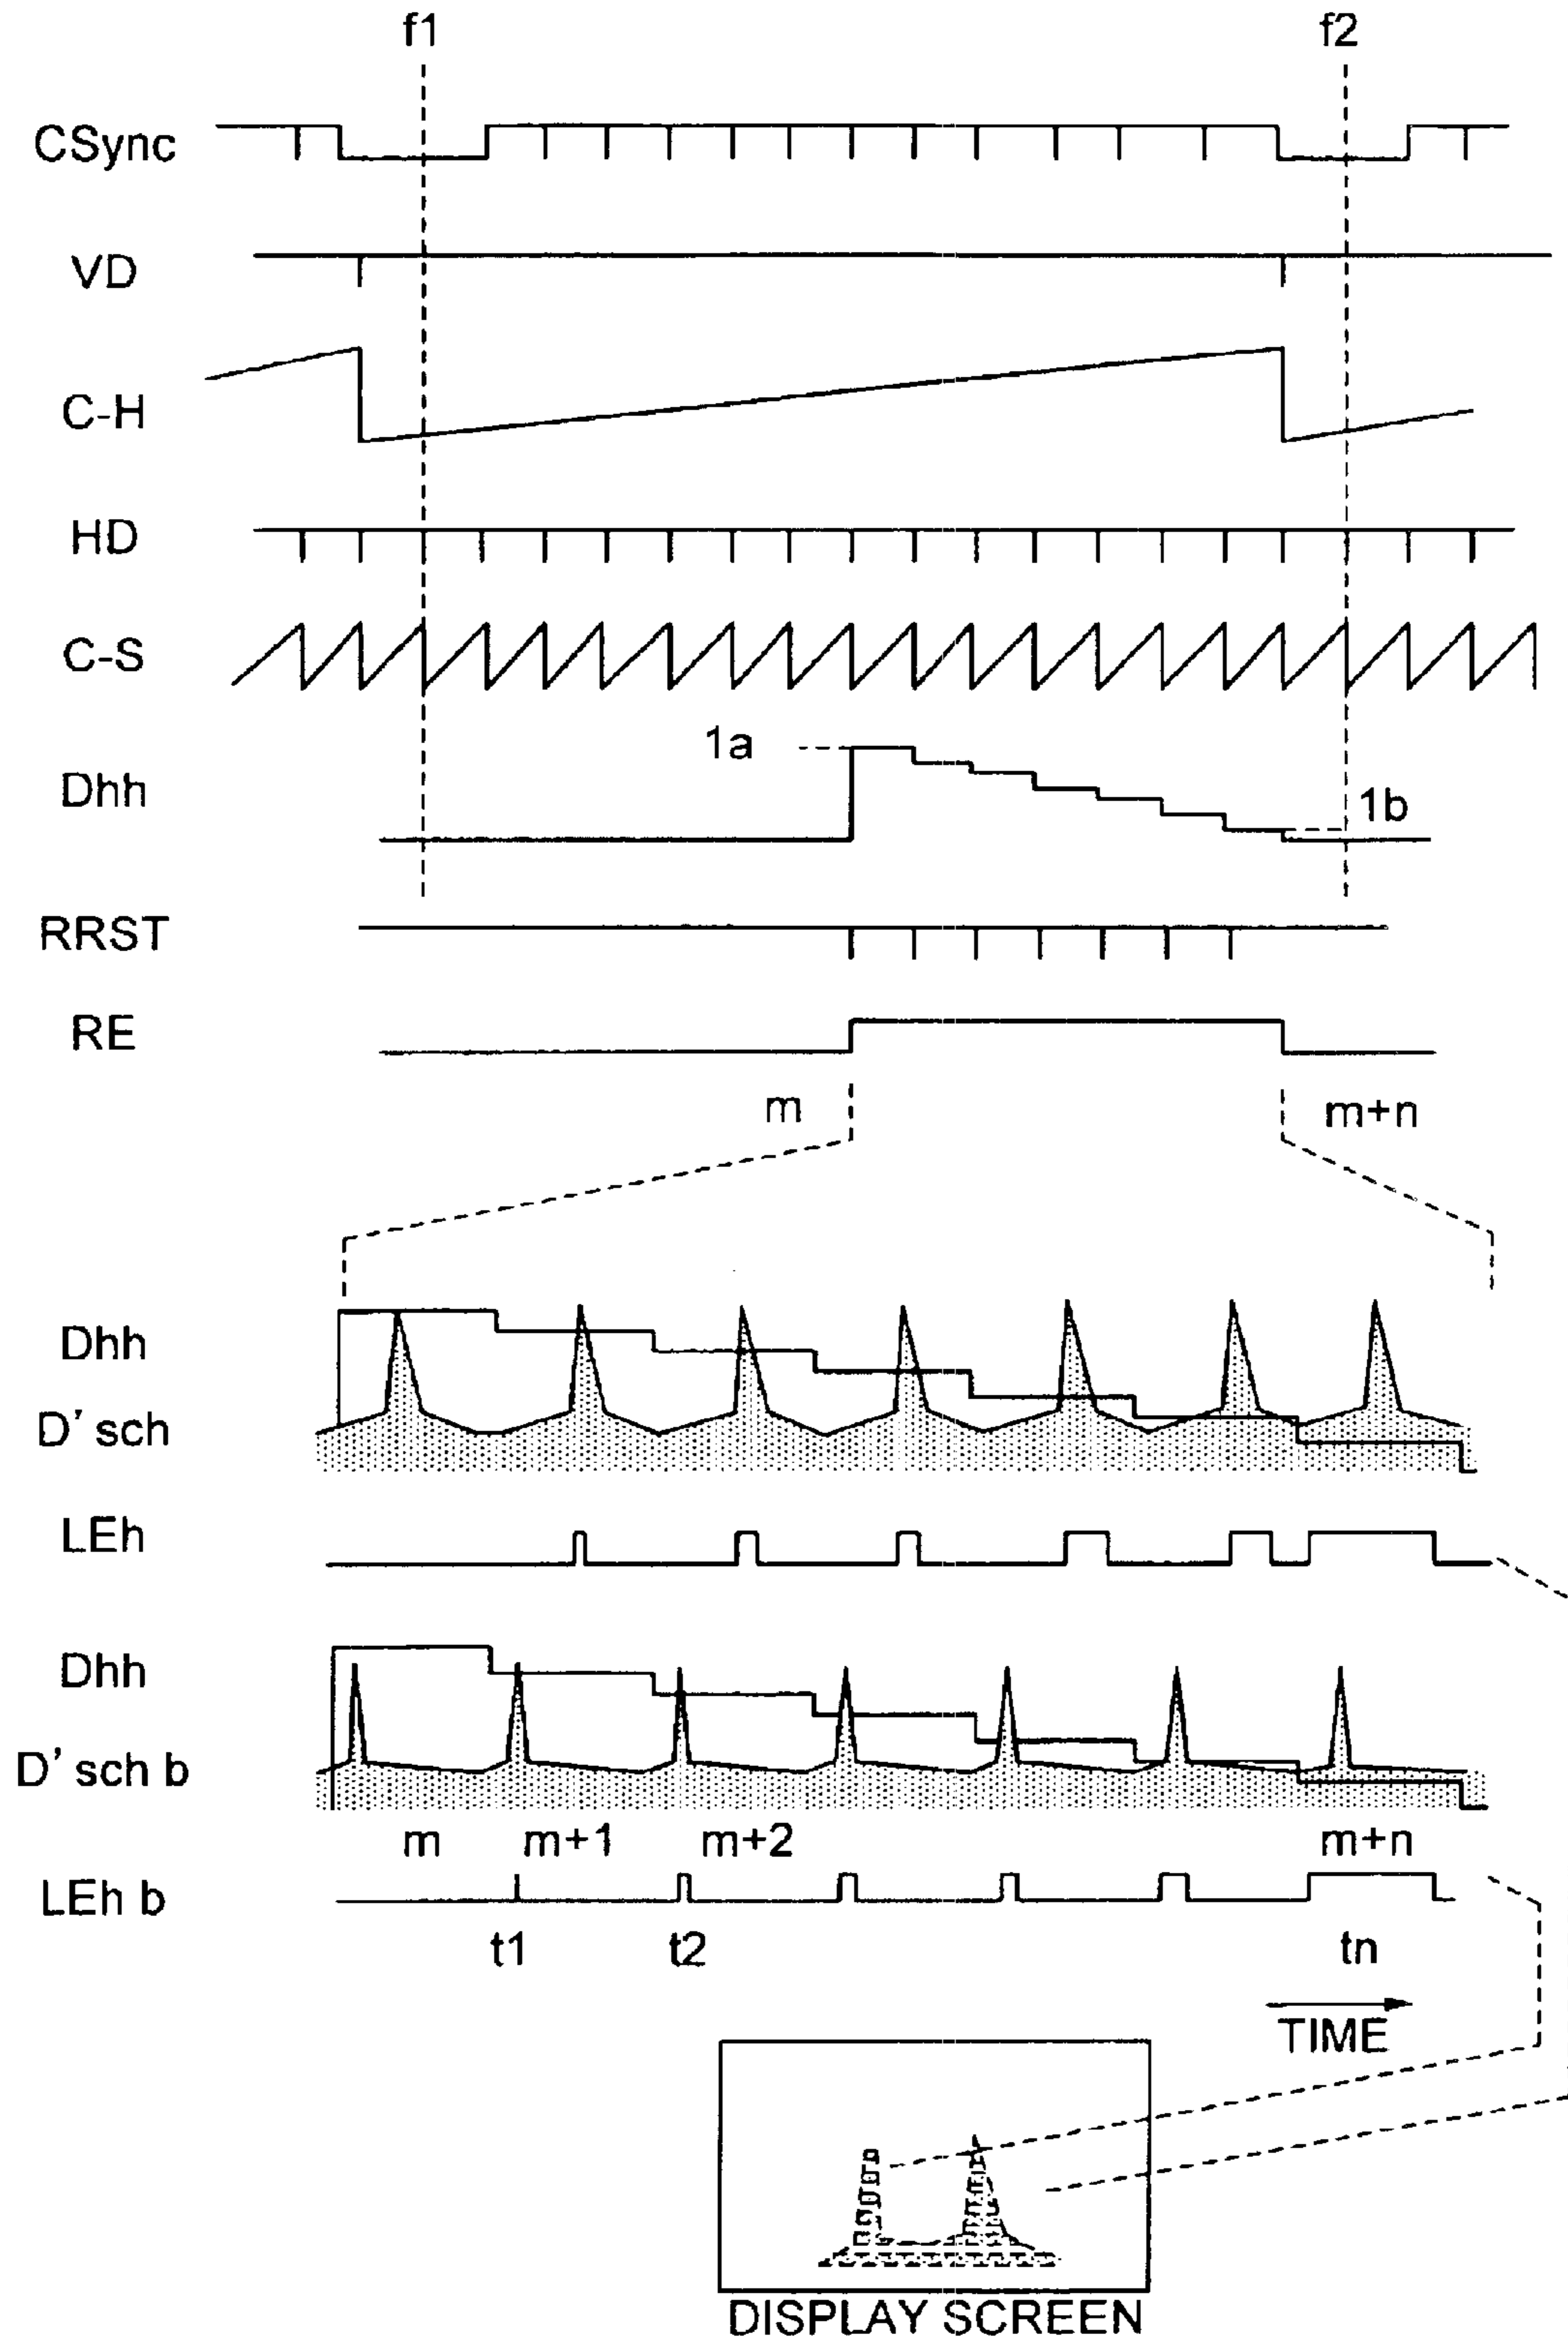 f1 f2
CSync
VD
C-H
HD
C-S
1a
Dhh
1b
RRST
RE
m m+n
Dhh
D' sch
LEh
Dhh
D' sch b
m m+1 m+2 m+n
LEh b
t1 t2 tn
TIME
DISPLAY SCREEN